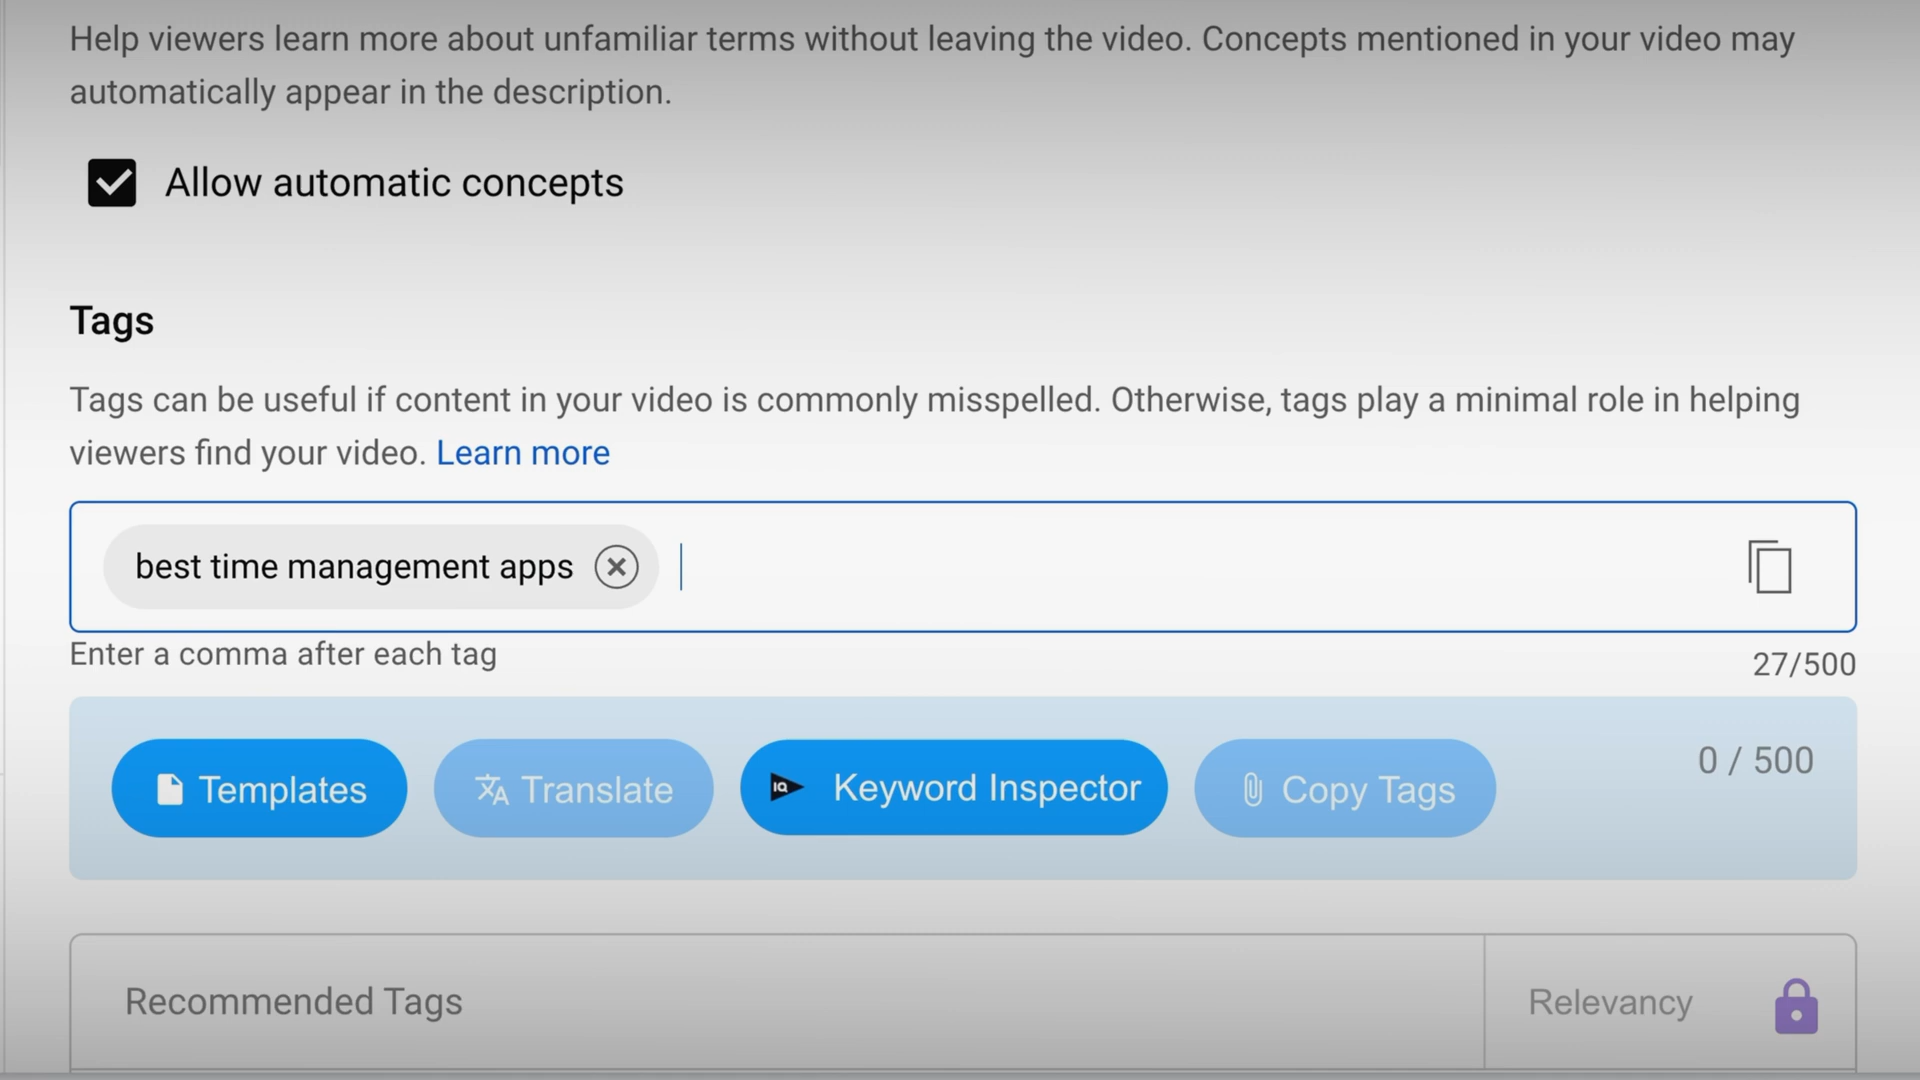 Help viewers learn more about unfamiliar terms without leaving the video. Concepts mentioned in your video may
automatically appear in the description.
Allow automatic concepts
Tags
Tags can be useful if content in your video is commonly misspelled. Otherwise, tags play a minimal role in helping
viewers find your video. Learn more
best time management apps
Enter a comma after each tag
27/500
Templates
Translate
IQ
Keyword Inspector
Copy Tags
0 / 500
Recommended Tags
Relevancy